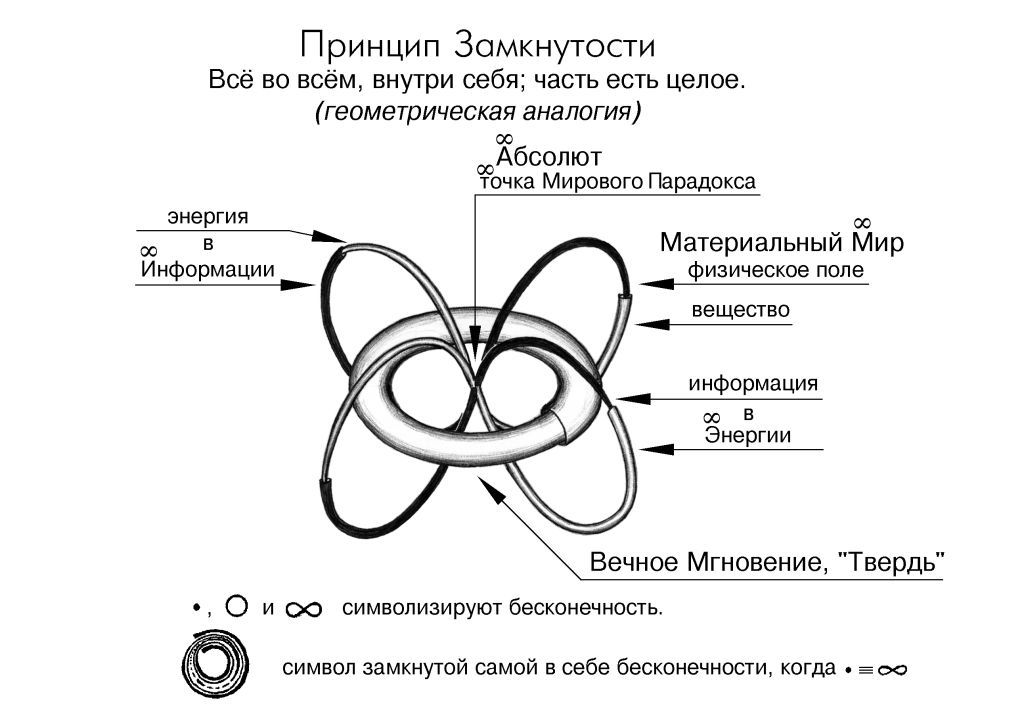 Принцип Замкнутости
Всё во всём, внутри себя; часть есть целое.
(геометрическая аналогия)
∞
Абсолют
∞
точка Мирового Парадокса
энергия
в
∞
Информации
∞
Материальный Мир
физическое поле
вещество
информация
в
∞
Энергии
Вечное Мгновение, "Твердь"
•, ○ и ∞ символизируют бесконечность.
символ замкнутой самой в себе бесконечности, когда • ≡ ∞